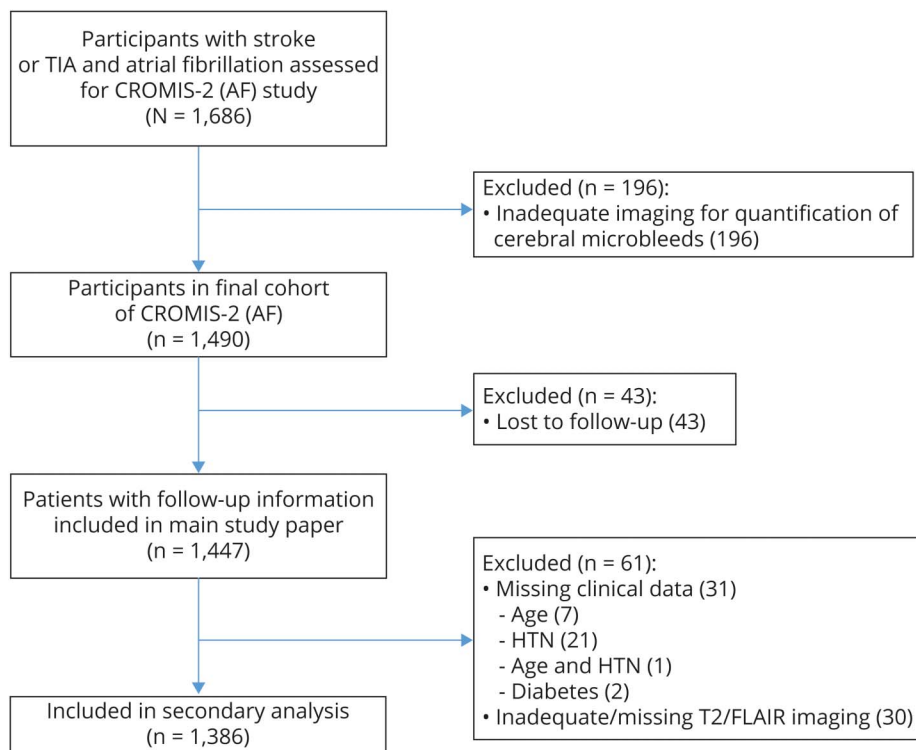 Participants with stroke
or TIA and atrial fibrillation assessed
for CROMIS-2 (AF) study
(N = 1,686)
Excluded (n = 196):
• Inadequate imaging for quantification of
cerebral microbleeds (196)
Participants in final cohort
of CROMIS-2 (AF)
(n = 1,490)
Excluded (n = 43):
• Lost to follow-up (43)
Patients with follow-up information
included in main study paper
(n = 1,447)
Excluded (n = 61):
• Missing clinical data (31)
- Age (7)
- HTN (21)
- Age and HTN (1)
- Diabetes (2)
• Inadequate/missing T2/FLAIR imaging (30)
Included in secondary analysis
(n = 1,386)